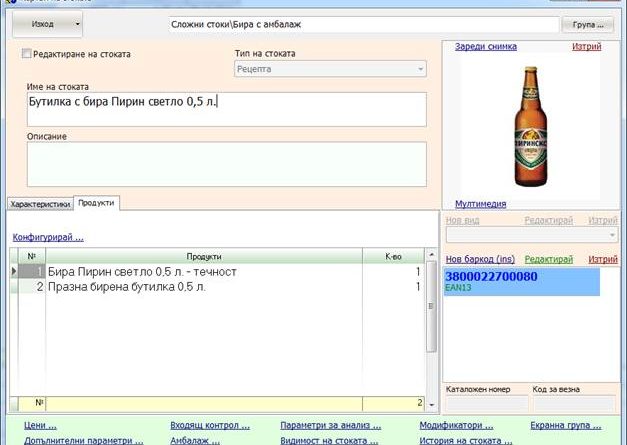 Изход
Сложни стоки\Бира с амбалаж
Група ...
Редактиране на стоката
Тип на стоката
Рецепта
Зареди снимка
Изтрий
Име на стоката
Бутилка с бира Пирин светло 0,5 л.
Описание
Мултимедия
Характеристики
Продукти
Нов вид
Редактирай
Изтрий
Конфигурирай ...
Нов баркод (ins)
Редактирай
Изтрий
№
Продукти
К-во
1 Бира Пирин светло 0,5 л. - течност 1
2 Празна бирена бутилка 0,5 л. 1
3800022700080
EAN13
Каталожен номер
Код за везна
№ 2
Цени ...
Входящ контрол ...
Параметри за анализ ...
Модификатори ...
Екранна група ...
Допълнителни параметри ...
Амбалаж ...
Видимост на стоката ...
История на стоката ...